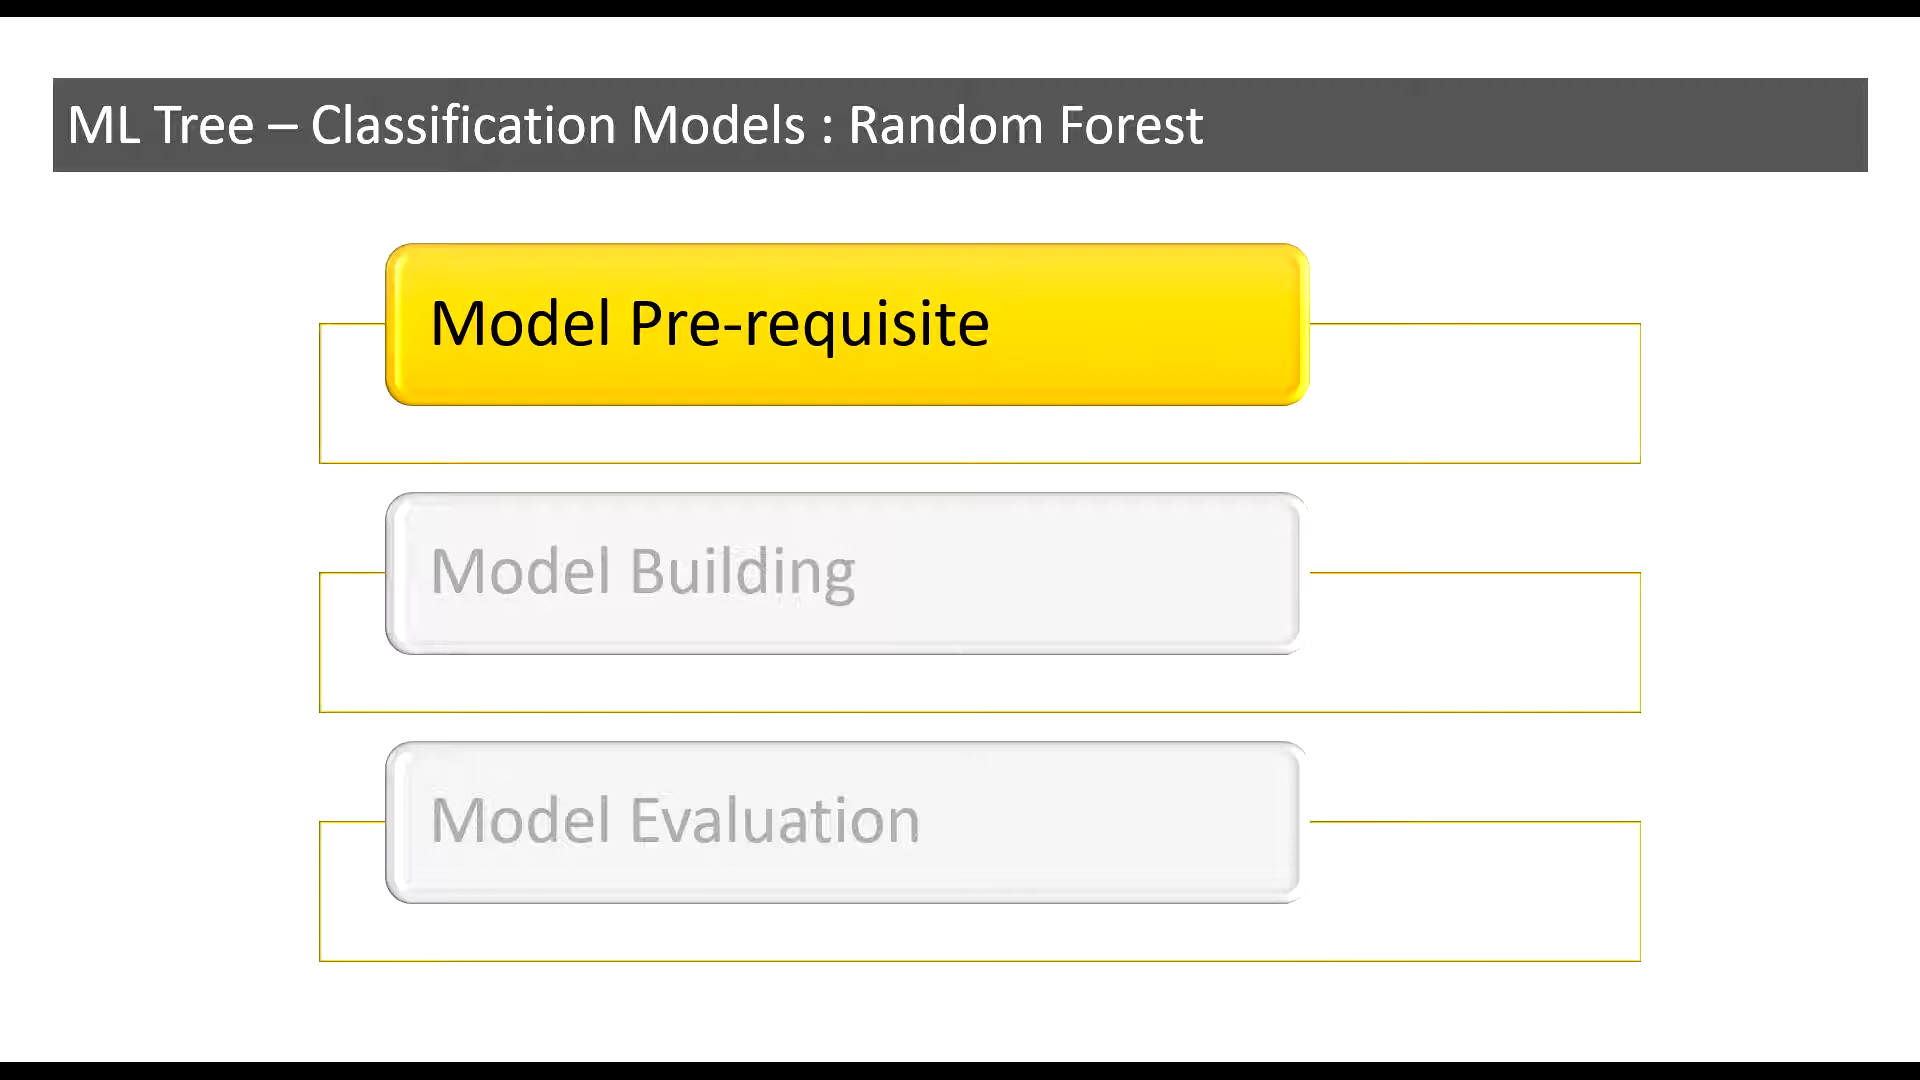 ML Tree – Classification Models : Random Forest
Model Pre-requisite
Model Building
Model Evaluation